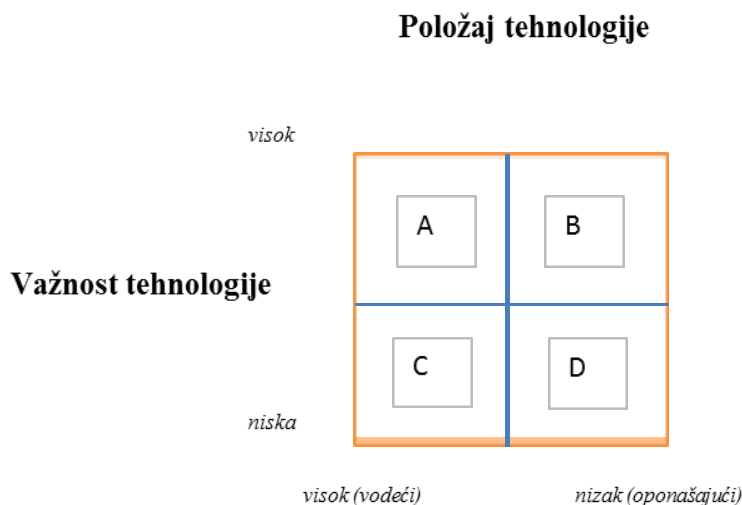 Položaj tehnologije
visok
A
B
Važnost tehnologije
C
D
niska
visok (vodeći)
nizak (oponašajući)